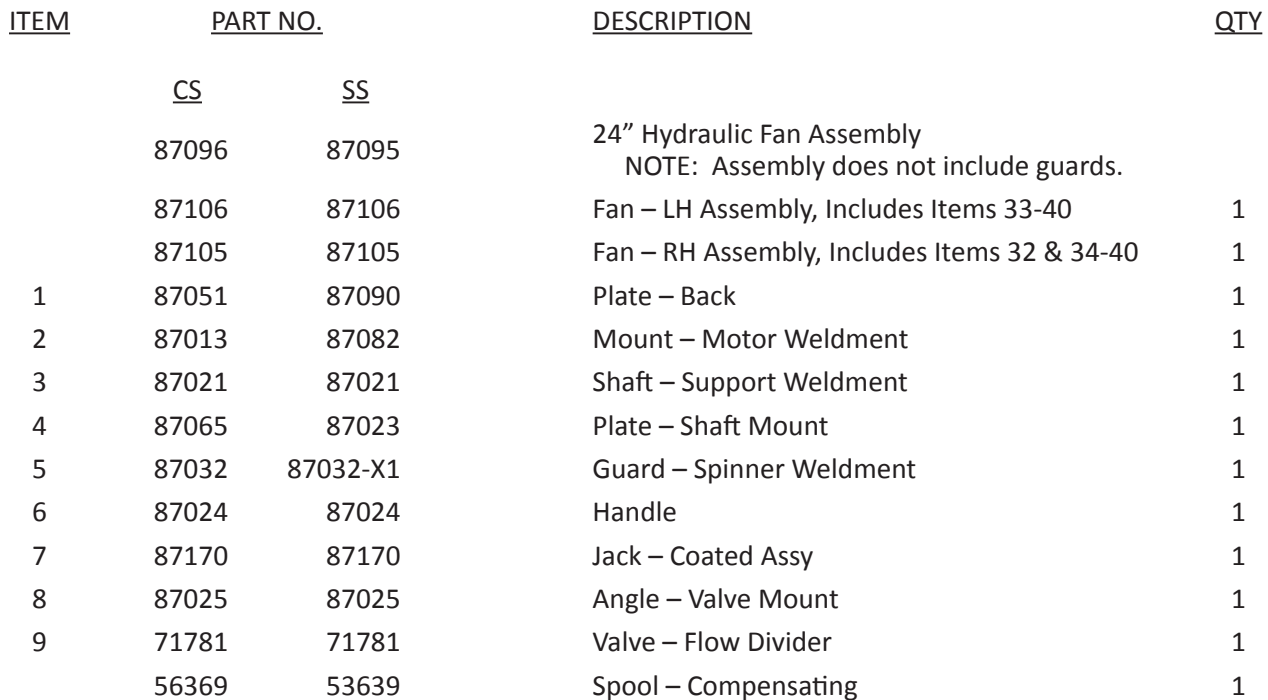 ITEM PART NO. DESCRIPTION QTY
CS SS
87096 87095 24” Hydraulic Fan Assembly
NOTE: Assembly does not include guards.
87106 87106 Fan – LH Assembly, Includes Items 33-40 1
87105 87105 Fan – RH Assembly, Includes Items 32 & 34-40 1
1 87051 87090 Plate – Back 1
2 87013 87082 Mount – Motor Weldment 1
3 87021 87021 Shaft – Support Weldment 1
4 87065 87023 Plate – Shaft Mount 1
5 87032 87032-X1 Guard – Spinner Weldment 1
6 87024 87024 Handle 1
7 87170 87170 Jack – Coated Assy 1
8 87025 87025 Angle – Valve Mount 1
9 71781 71781 Valve – Flow Divider 1
56369 53639 Spool – Compensating 1